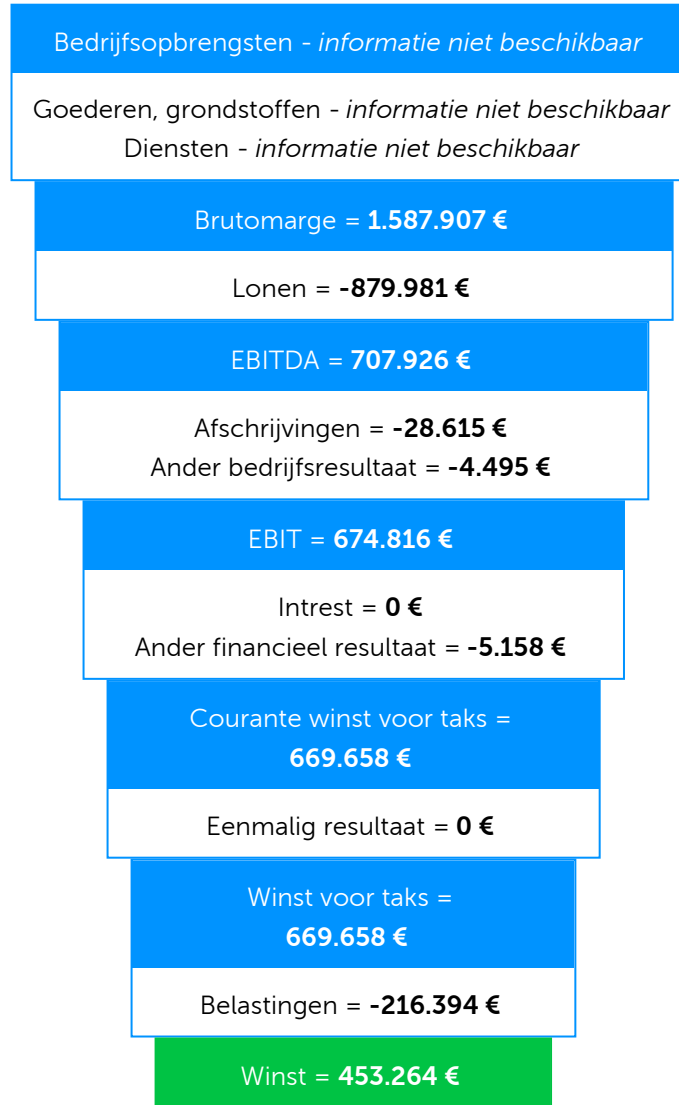 Bedrijfsopbrengsten - informatie niet beschikbaar
Goederen, grondstoffen - informatie niet beschikbaar
Diensten - informatie niet beschikbaar
Brutomarge = 1.587.907 €
Lonen = -879.981 €
EBITDA = 707.926 €
Afschrijvingen = -28.615 €
Ander bedrijfsresultaat = -4.495 €
EBIT = 674.816 €
Intrest = 0 €
Ander financieel resultaat = -5.158 €
Courante winst voor taks =
669.658 €
Eenmalig resultaat = 0 €
Winst voor taks =
669.658 €
Belastingen = -216.394 €
Winst = 453.264 €